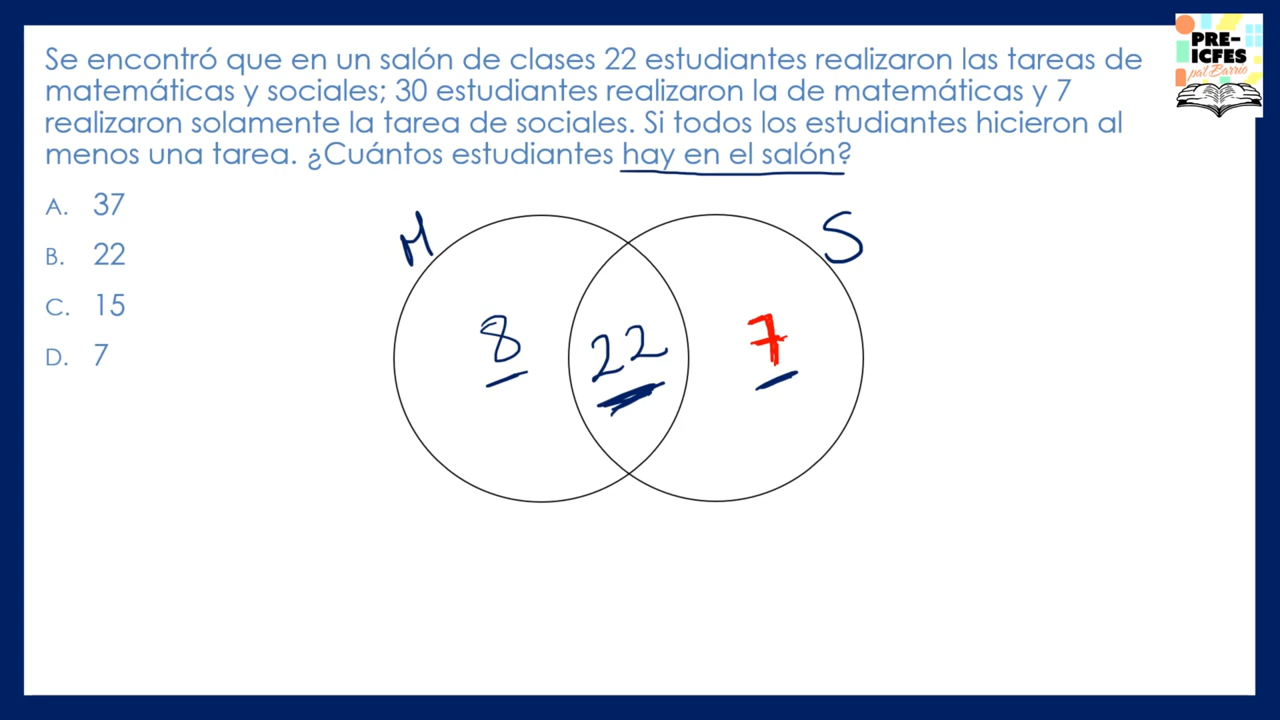 Se encontró que en un salón de clases 22 estudiantes realizaron las tareas de
matemáticas y sociales; 30 estudiantes realizaron la de matemáticas y 7
realizaron solamente la tarea de sociales. Si todos los estudiantes hicieron al
menos una tarea. ¿Cuántos estudiantes hay en el salón?
A. 37
B. 22
C. 15
D. 7
M
S
8
22
7
PRE-
ICFES
pa'l Barrio